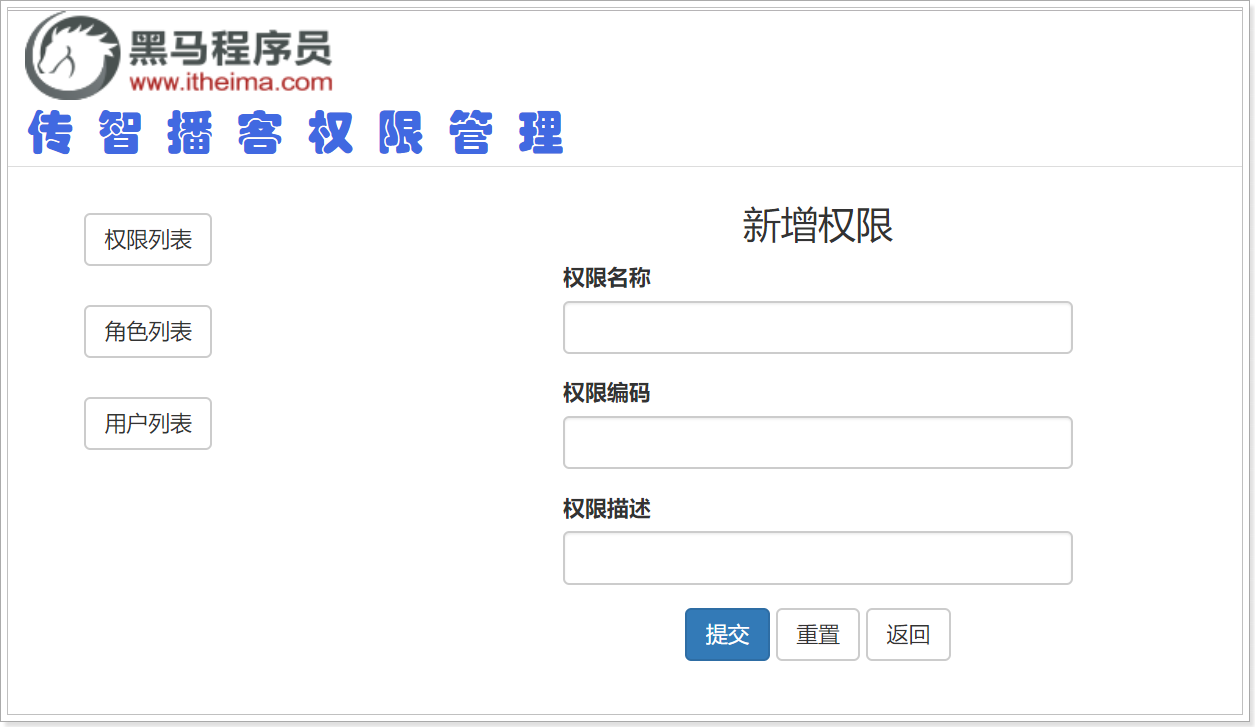 黑马程序员
www.itheima.com
传智播客权限管理
权限列表
角色列表
用户列表
新增权限
权限名称
权限编码
权限描述
提交 重置 返回